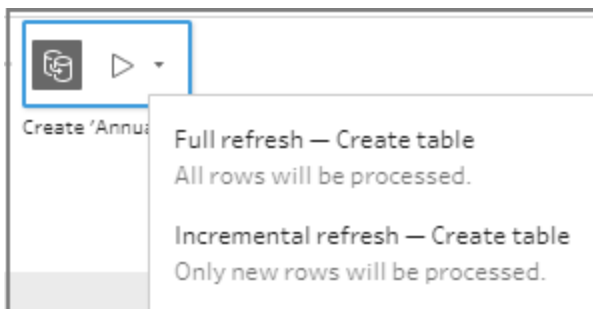 Create 'Annua
Full refresh — Create table
All rows will be processed.
Incremental refresh — Create table
Only new rows will be processed.